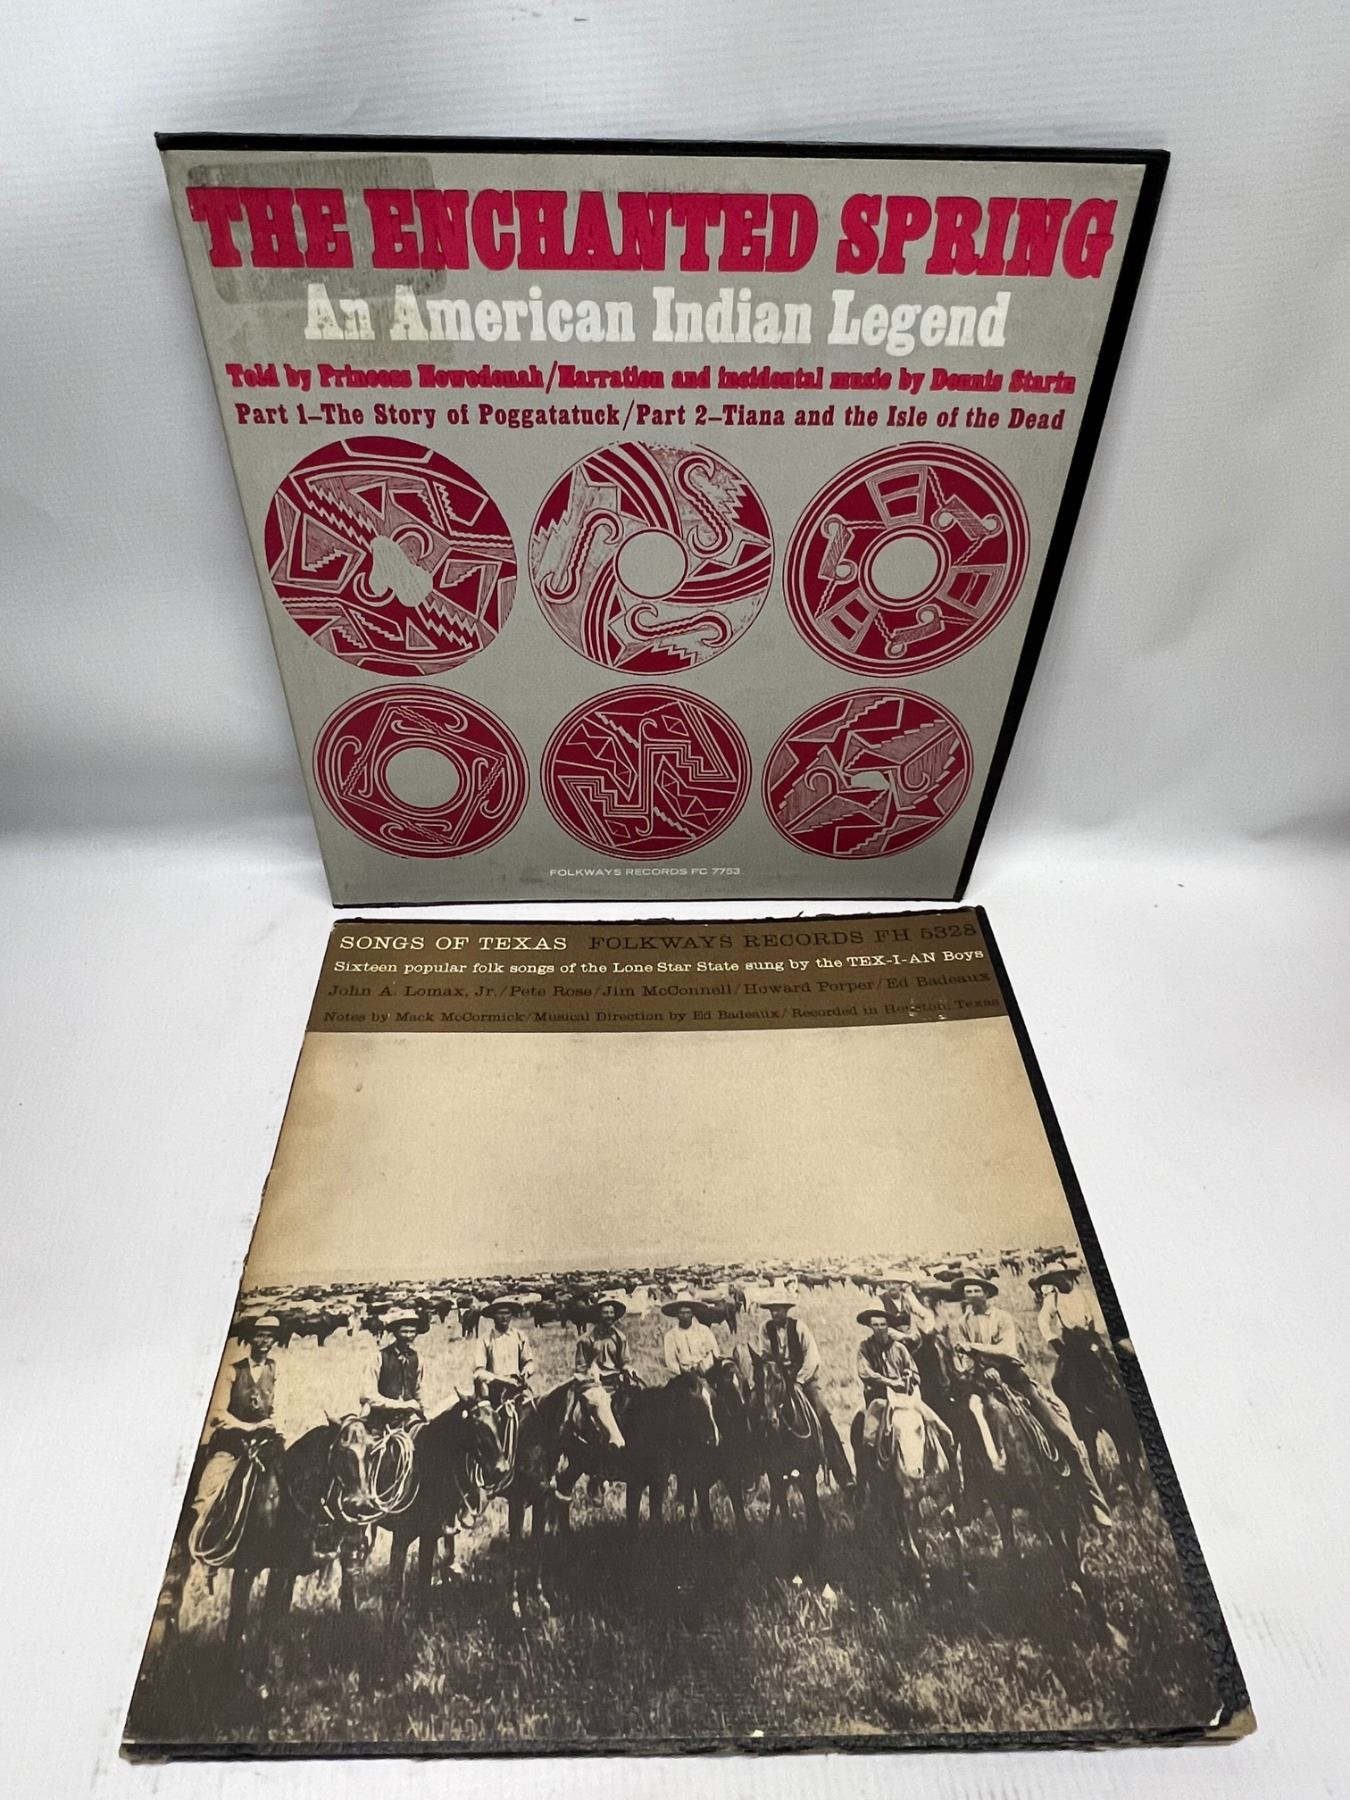 THE ENCHANTED SPRING
An American Indian Legend
Told by Princess Nowedonah/Narration and incidental music by Dennis Starin
Part 1–The Story of Poggatatuck/Part 2–Tiana and the Isle of the Dead
FOLKWAYS RECORDS FC 7753
SONGS OF TEXAS FOLKWAYS RECORDS FH 5328
Sixteen popular folk songs of the Lone Star State sung by the TEX-I-AN Boys
John A. Lomax, Jr./Pete Rose/Jim McConnell/Howard Porper/Ed Badeaux
Notes by Mack McCormick/Musical Direction by Ed Badeaux/Recorded in Houston, Texas